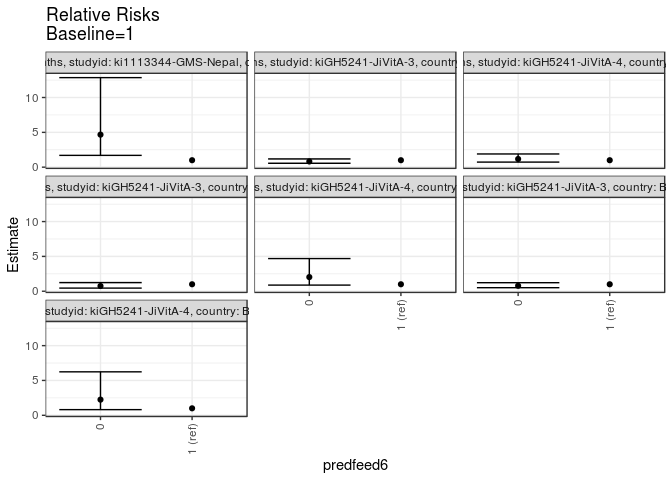 Relative Risks
Baseline=1
ths, studyid: ki1113344-GMS-Nepal,
s, studyid: kiGH5241-JiVitA-3, country
s, studyid: kiGH5241-JiVitA-4, country
10
5
0
s, studyid: kiGH5241-JiVitA-3, country
s, studyid: kiGH5241-JiVitA-4, country
studyid: kiGH5241-JiVitA-3, country: B
10
5
0
studyid: kiGH5241-JiVitA-4, country: B
10
5
0
0
1 (ref)
0
1 (ref)
0
1 (ref)
Estimate
predfeed6